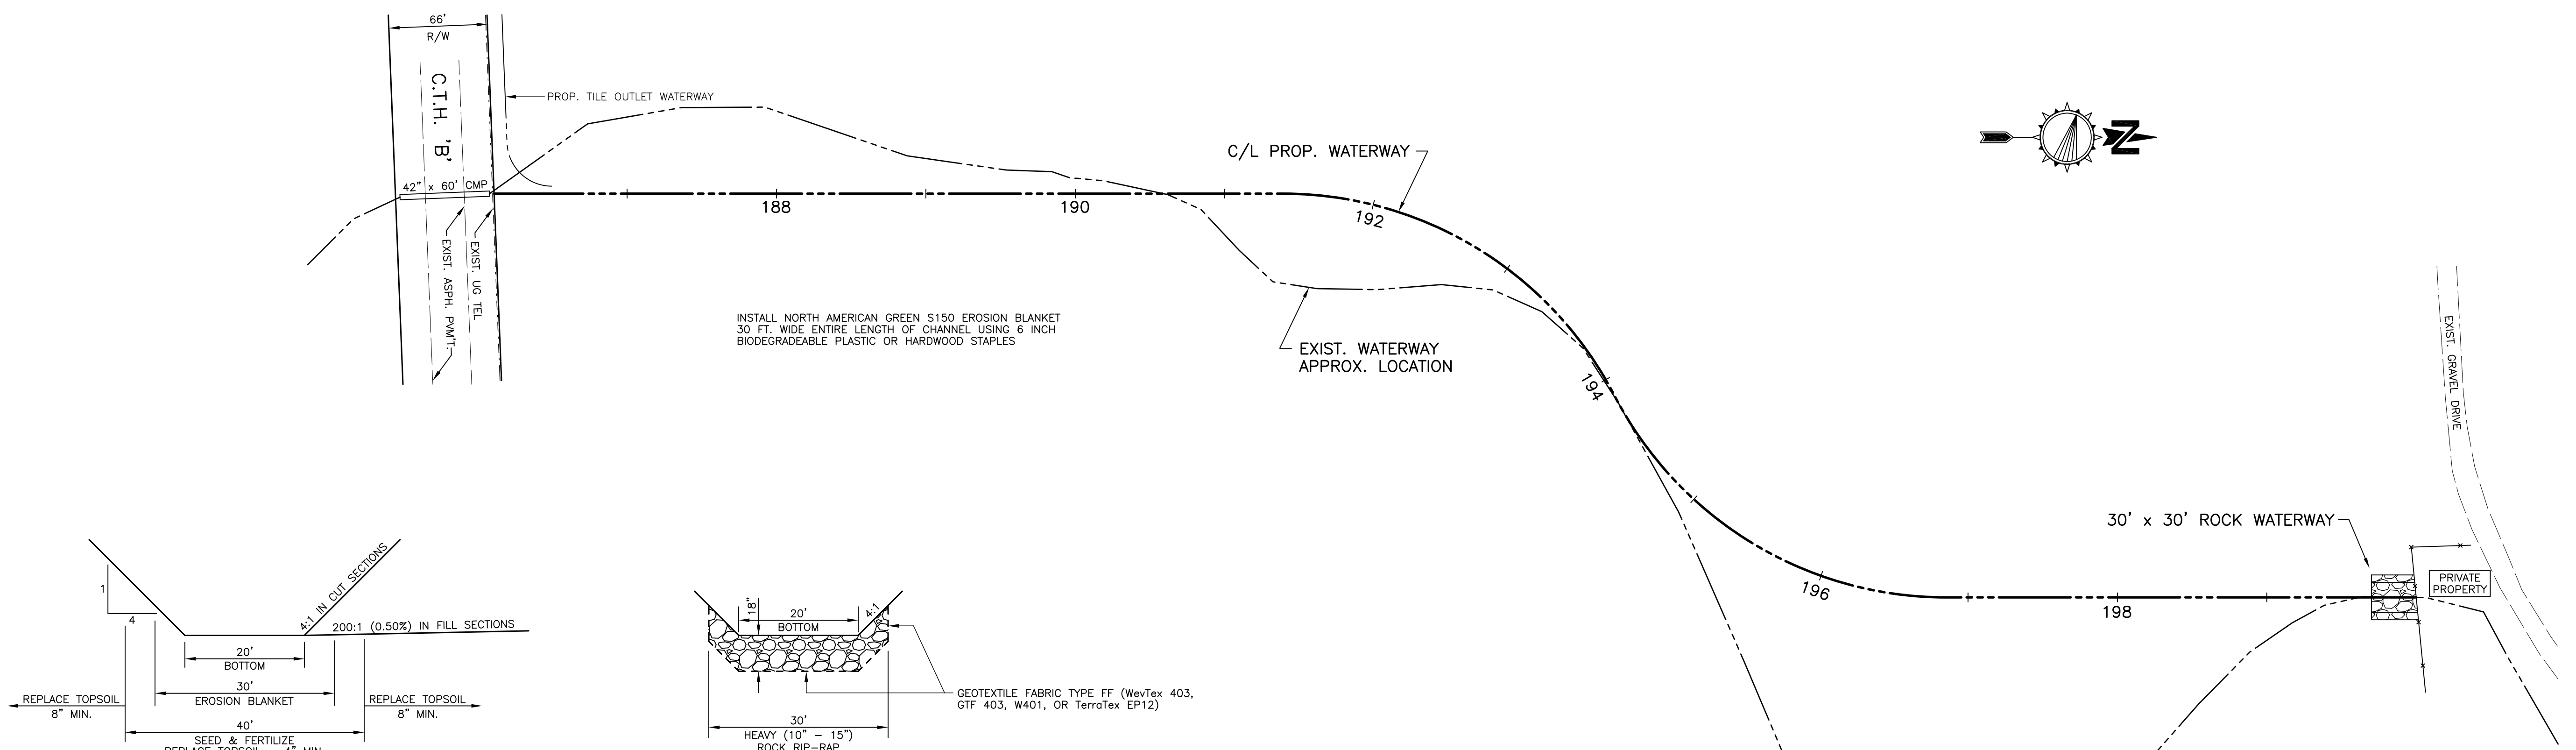 66'
R/W
C.T.H. 'B'
PROP. TILE OUTLET WATERWAY
42" x 60' CMP
EXIST. ASPH. PVM'T.
EXIST. UG TEL
188
190
192
194
196
198
C/L PROP. WATERWAY
N
INSTALL NORTH AMERICAN GREEN S150 EROSION BLANKET
30 FT. WIDE ENTIRE LENGTH OF CHANNEL USING 6 INCH
BIODEGRADEABLE PLASTIC OR HARDWOOD STAPLES
EXIST. WATERWAY
APPROX. LOCATION
EXIST. GRAVEL DRIVE
30' x 30' ROCK WATERWAY
PRIVATE
PROPERTY
1
4
4:1 IN CUT SECTIONS
200:1 (0.50%) IN FILL SECTIONS
20'
BOTTOM
30'
EROSION BLANKET
REPLACE TOPSOIL
8" MIN.
REPLACE TOPSOIL
8" MIN.
40'
SEED & FERTILIZE
REPLACE TOPSOIL - 4" MIN.
18"
20'
BOTTOM
4:1
GEOTEXTILE FABRIC TYPE FF (WevTex 403,
GTF 403, W401, OR TerraTex EP12)
30'
HEAVY (10" - 15")
ROCK RIP-RAP